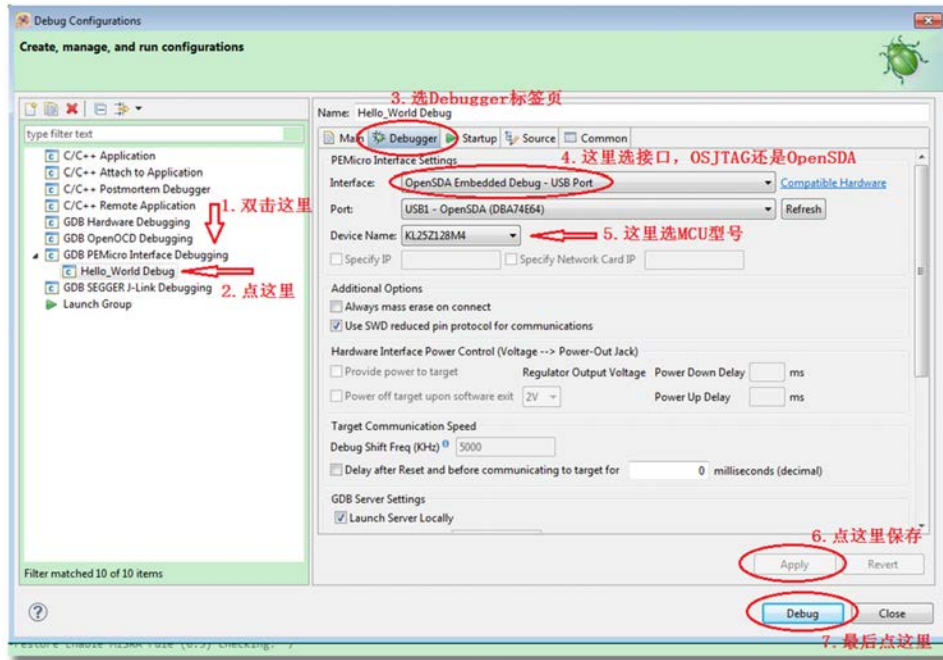 Debug Configurations
Create, manage, and run configurations
3. 选Debugger标签页
Name: Hello_World Debug
type filter text
Main Debugger Startup Source Common
C/C++ Application
C/C++ Attach to Application
C/C++ Postmortem Debugger
C/C++ Remote Application
1. 双击这里
GDB Hardware Debugging
GDB OpenOCD Debugging
GDB PEMicro Interface Debugging
Hello_World Debug
GDB SEGGER J-Link Debugging
2. 点这里
Launch Group
PEMicro Interface Settings
4. 这里选接口，OSJTAG还是OpenSDA
Interface: OpenSDA Embedded Debug - USB Port Compatible Hardware
Port: USB1 - OpenSDA (DBA74E64) Refresh
Device Name: KL25Z128M4 5. 这里选MCU型号
Specify IP Specify Network Card IP
Additional Options
Always mass erase on connect
Use SWD reduced pin protocol for communications
Hardware Interface Power Control (Voltage --> Power-Out Jack)
Provide power to target Regulator Output Voltage Power Down Delay ms
Power off target upon software exit 2V Power Up Delay ms
Target Communication Speed
Debug Shift Freq (KHz) 5000
Delay after Reset and before communicating to target for 0 milliseconds (decimal)
GDB Server Settings
Launch Server Locally
6. 点这里保存
Apply Revert
Filter matched 10 of 10 items
Debug Close
7. 最后点这里